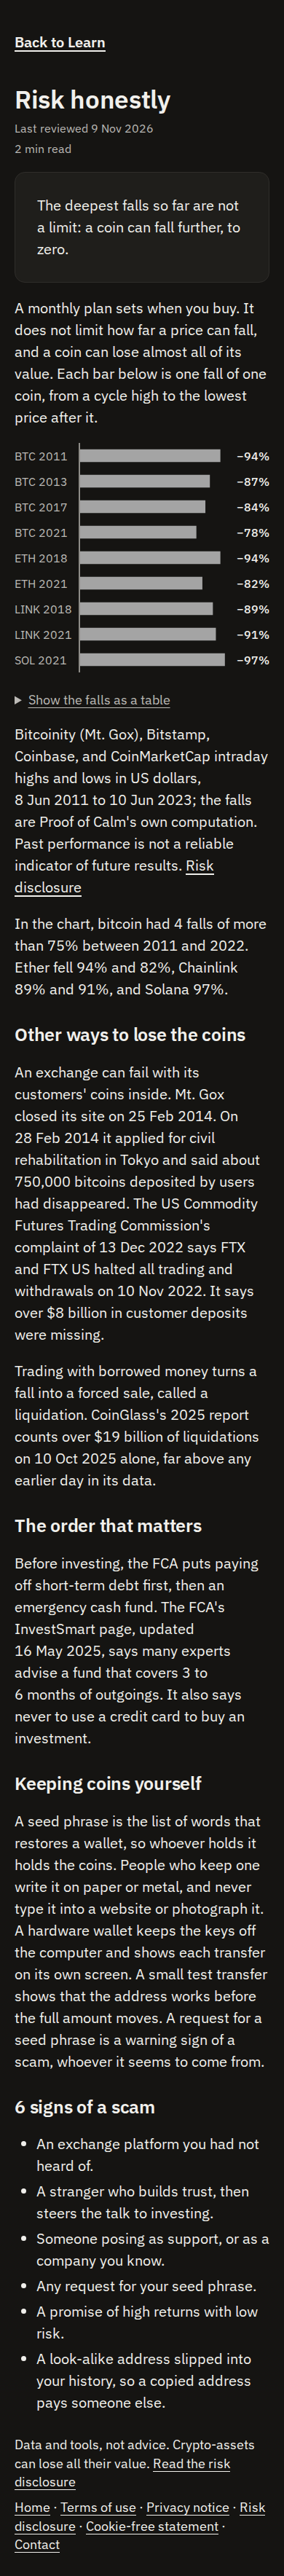 Back to Learn
Risk honestly
Last reviewed 9 Nov 2026
2 min read
The deepest falls so far are not
a limit: a coin can fall further, to
zero.
A monthly plan sets when you buy. It
does not limit how far a price can fall,
and a coin can lose almost all of its
value. Each bar below is one fall of one
coin, from a cycle high to the lowest
price after it.
BTC 2011 −94%
BTC 2013 −87%
BTC 2017 −84%
BTC 2021 −78%
ETH 2018 −94%
ETH 2021 −82%
LINK 2018 −89%
LINK 2021 −91%
SOL 2021 −97%
Show the falls as a table
Bitcoinity (Mt. Gox), Bitstamp,
Coinbase, and CoinMarketCap intraday
highs and lows in US dollars,
8 Jun 2011 to 10 Jun 2023; the falls
are Proof of Calm's own computation.
Past performance is not a reliable
indicator of future results. Risk
disclosure
In the chart, bitcoin had 4 falls of more
than 75% between 2011 and 2022.
Ether fell 94% and 82%, Chainlink
89% and 91%, and Solana 97%.
Other ways to lose the coins
An exchange can fail with its
customers' coins inside. Mt. Gox
closed its site on 25 Feb 2014. On
28 Feb 2014 it applied for civil
rehabilitation in Tokyo and said about
750,000 bitcoins deposited by users
had disappeared. The US Commodity
Futures Trading Commission's
complaint of 13 Dec 2022 says FTX
and FTX US halted all trading and
withdrawals on 10 Nov 2022. It says
over $8 billion in customer deposits
were missing.
Trading with borrowed money turns a
fall into a forced sale, called a
liquidation. CoinGlass's 2025 report
counts over $19 billion of liquidations
on 10 Oct 2025 alone, far above any
earlier day in its data.
The order that matters
Before investing, the FCA puts paying
off short-term debt first, then an
emergency cash fund. The FCA's
InvestSmart page, updated
16 May 2025, says many experts
advise a fund that covers 3 to
6 months of outgoings. It also says
never to use a credit card to buy an
investment.
Keeping coins yourself
A seed phrase is the list of words that
restores a wallet, so whoever holds it
holds the coins. People who keep one
write it on paper or metal, and never
type it into a website or photograph it.
A hardware wallet keeps the keys off
the computer and shows each transfer
on its own screen. A small test transfer
shows that the address works before
the full amount moves. A request for a
seed phrase is a warning sign of a
scam, whoever it seems to come from.
6 signs of a scam
• An exchange platform you had not
heard of.
• A stranger who builds trust, then
steers the talk to investing.
• Someone posing as support, or as a
company you know.
• Any request for your seed phrase.
• A promise of high returns with low
risk.
• A look-alike address slipped into
your history, so a copied address
pays someone else.
Data and tools, not advice. Crypto-assets
can lose all their value. Read the risk
disclosure
Home · Terms of use · Privacy notice · Risk
disclosure · Cookie-free statement ·
Contact